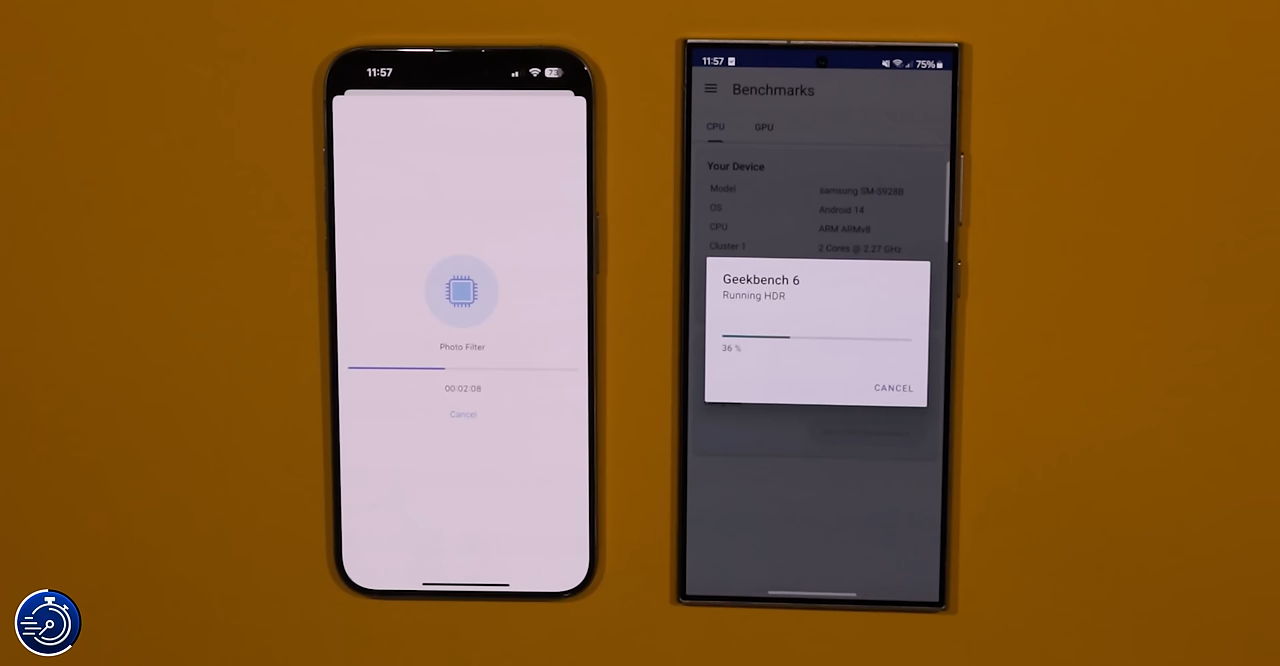 11:57
73
Photo Filter
00:02:08
Cancel
11:57
75%
Benchmarks
CPU GPU
Your Device
Model samsung SM-S928B
OS Android 14
CPU ARM ARMv8
Cluster 1 2 Cores @ 2.27 GHz
Geekbench 6
Running HDR
36 %
CANCEL